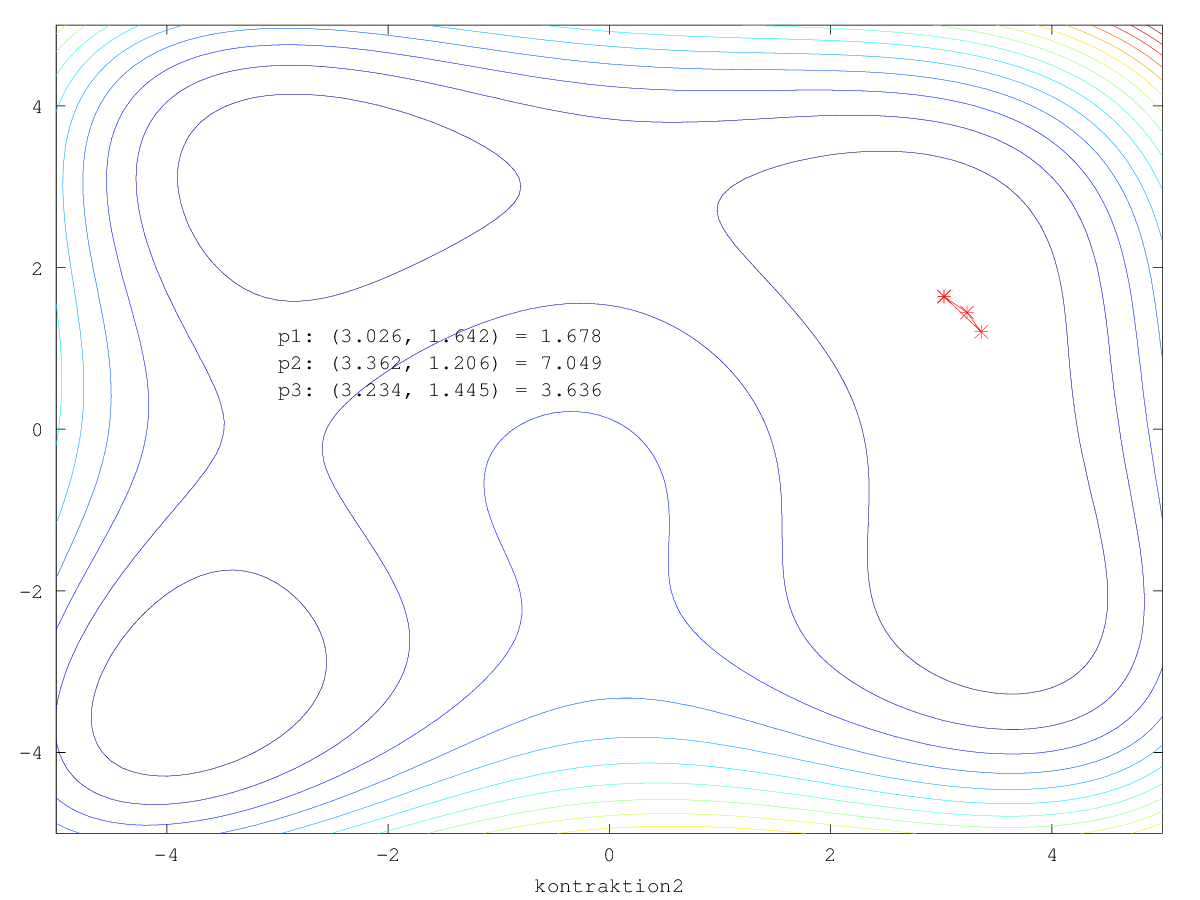 4
2
p1: (3.026, 1.642) = 1.678
p2: (3.362, 1.206) = 7.049
p3: (3.234, 1.445) = 3.636
0
-2
-4
-4 -2 0 2 4
kontraktion2